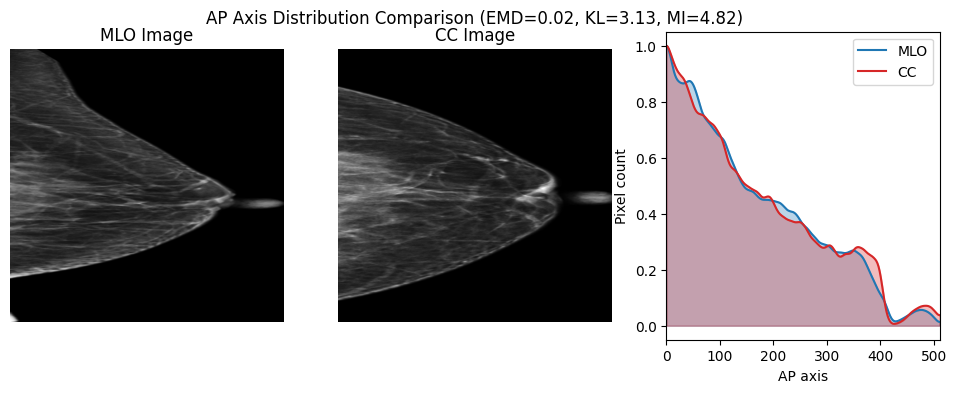 AP Axis Distribution Comparison (EMD=0.02, KL=3.13, MI=4.82)
MLO Image
CC Image
MLO
CC
Pixel count
1.0
0.8
0.6
0.4
0.2
0.0
0 100 200 300 400 500
AP axis